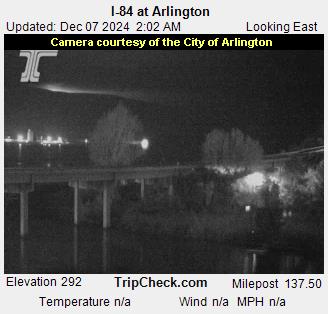 I-84 at Arlington
Updated: Dec 07 2024  2:02 AM Looking East
Camera courtesy of the City of Arlington
Elevation 292 TripCheck.com Milepost 137.50
Temperature n/a Wind n/a MPH n/a